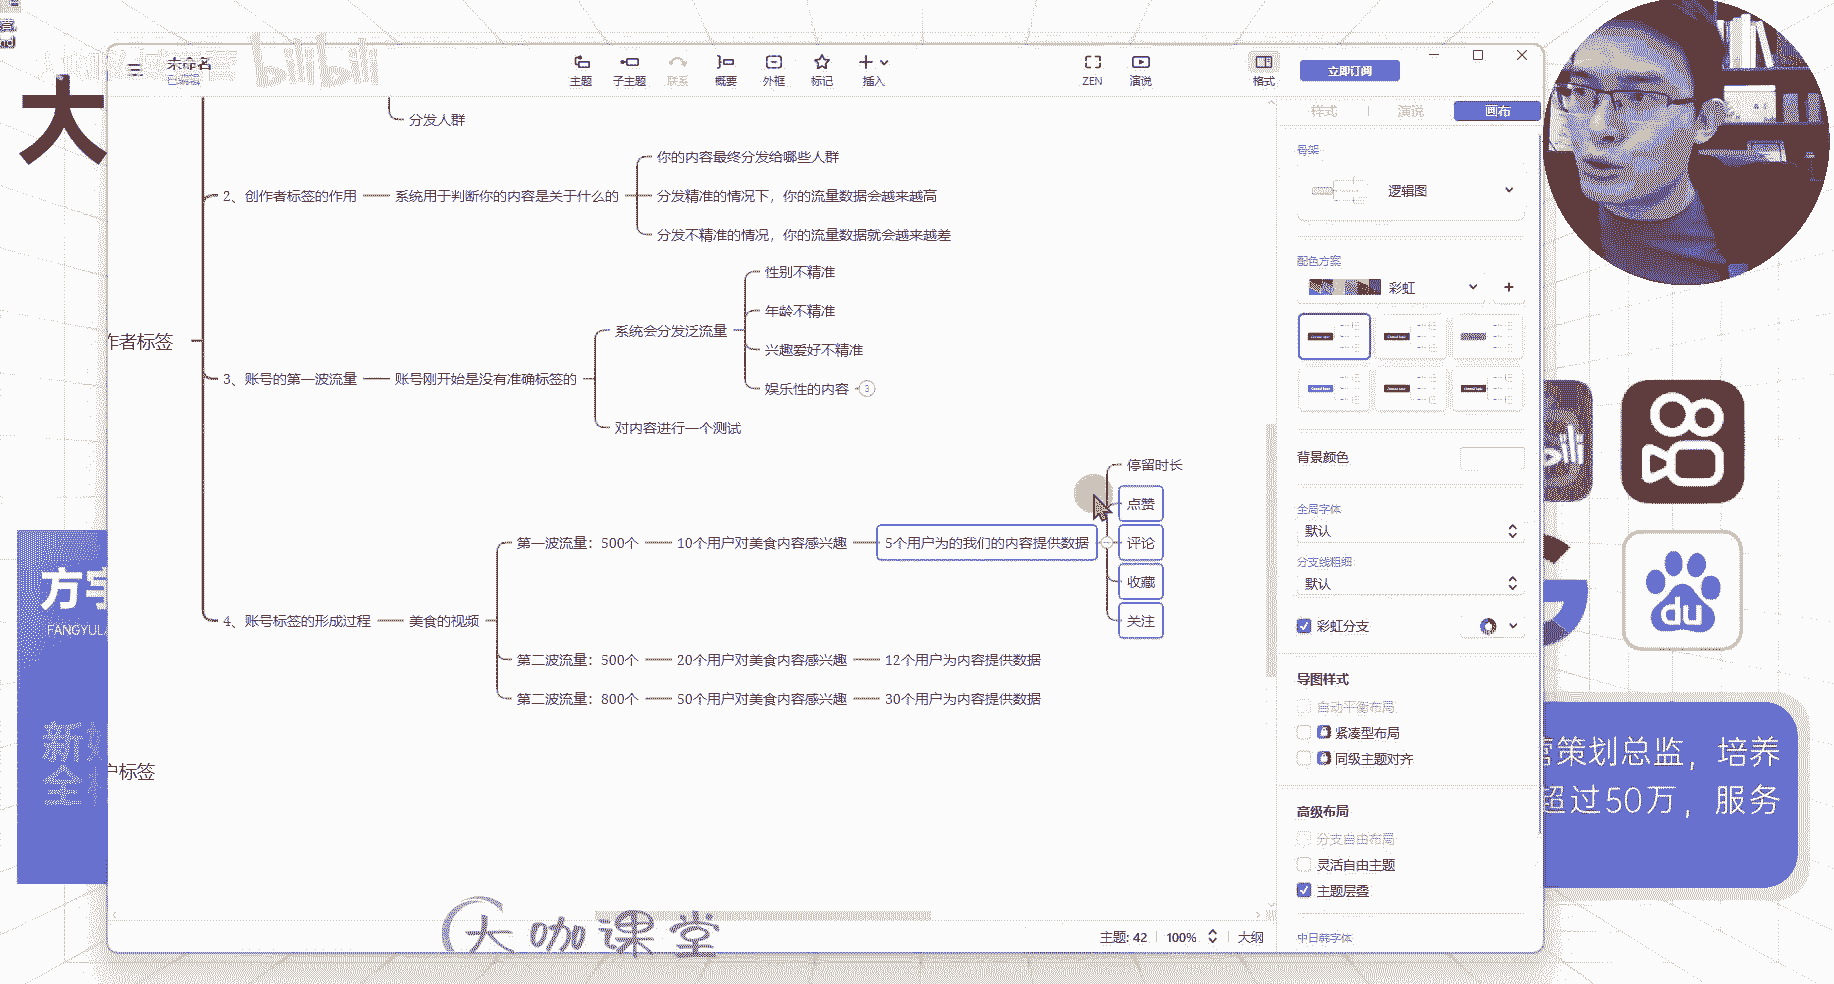 bilibili
大
未命名
已编辑
主题
子主题
联系
概要
外框
标记
插入
ZEN
演说
格式
立即订阅
样式
演说
画布
分发人群
2、创作者标签的作用
系统用于判断你的内容是关于什么的
你的内容最终分发给哪些人群
分发精准的情况下，你的流量数据会越来越高
分发不精准的情况，你的流量数据就会越来越差
作者标签
3、账号的第一波流量
账号刚开始是没有准确标签的
系统会分发泛流量
性别不精准
年龄不精准
兴趣爱好不精准
娱乐性的内容
3
对内容进行一个测试
4、账号标签的形成过程
美食的视频
第一波流量：500个
10个用户对美食内容感兴趣
5个用户为的我们的内容提供数据
停留时长
点赞
评论
收藏
关注
第二波流量：500个
20个用户对美食内容感兴趣
12个用户为内容提供数据
第二波流量：800个
50个用户对美食内容感兴趣
30个用户为内容提供数据
户标签
骨架
逻辑图
配色方案
彩虹
背景颜色
全局字体
默认
分支线粗细
默认
彩虹分支
导图样式
自动平衡布局
紧凑型布局
同级主题对齐
高级布局
分支自由布局
灵活自由主题
主题层叠
中日韩字体
主题: 42
100%
大纲
方宇
FANGYUL
新
全
du
营策划总监，培养
超过50万，服务
大咖课堂